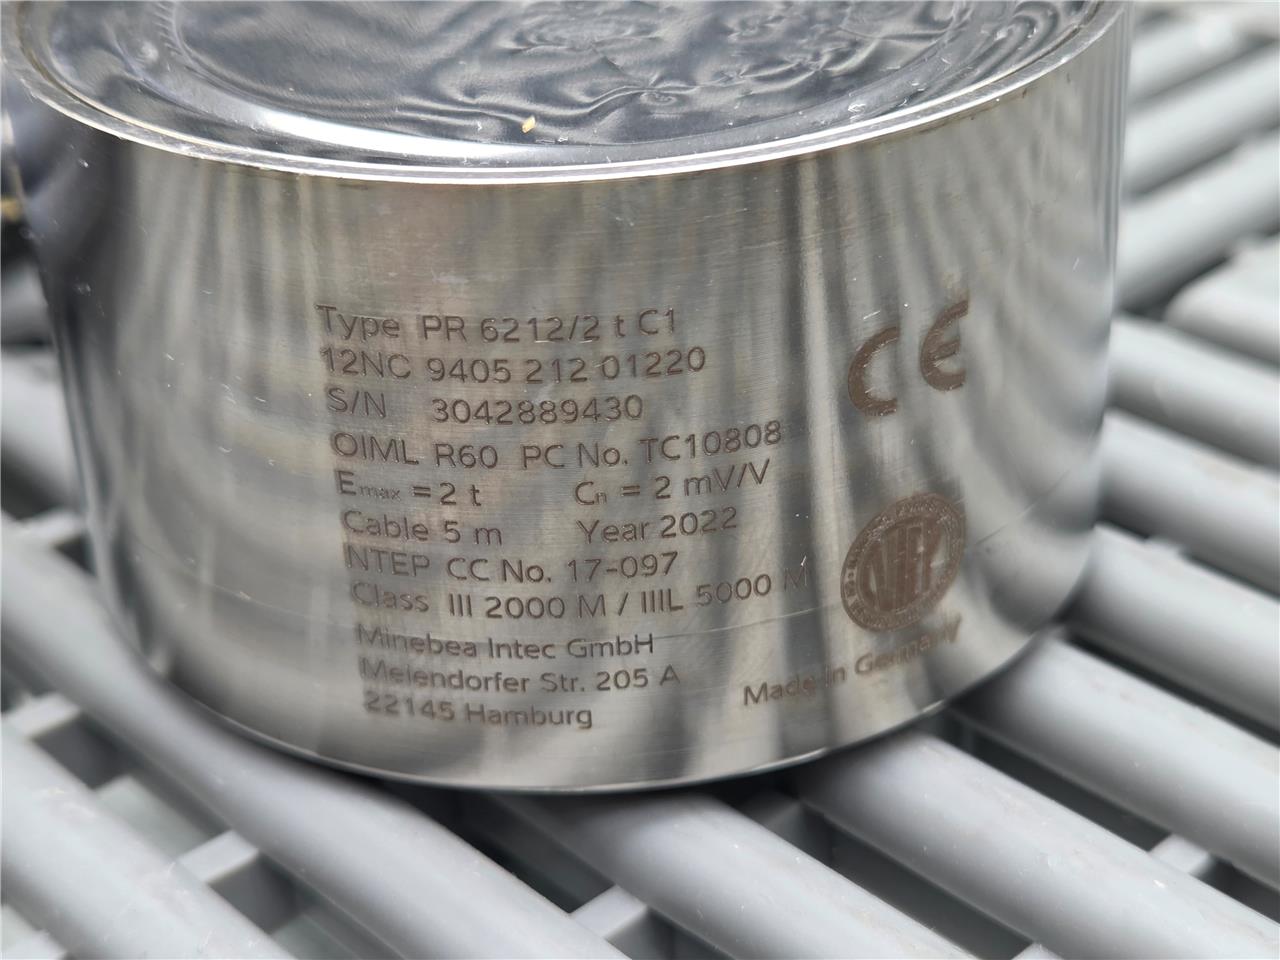 Type PR 6212/2 t C1
12NC 9405 212 01220
S/N 3042889430
OIML R60 PC No. TC10808
Emax = 2 t Cn = 2 mV/V
Cable 5 m Year 2022
NTEP CC No. 17-097
Class III 2000 M / IIIL 5000 M
Minebea Intec GmbH
Meiendorfer Str. 205 A
22145 Hamburg
CE
NTEP
Made in Germany